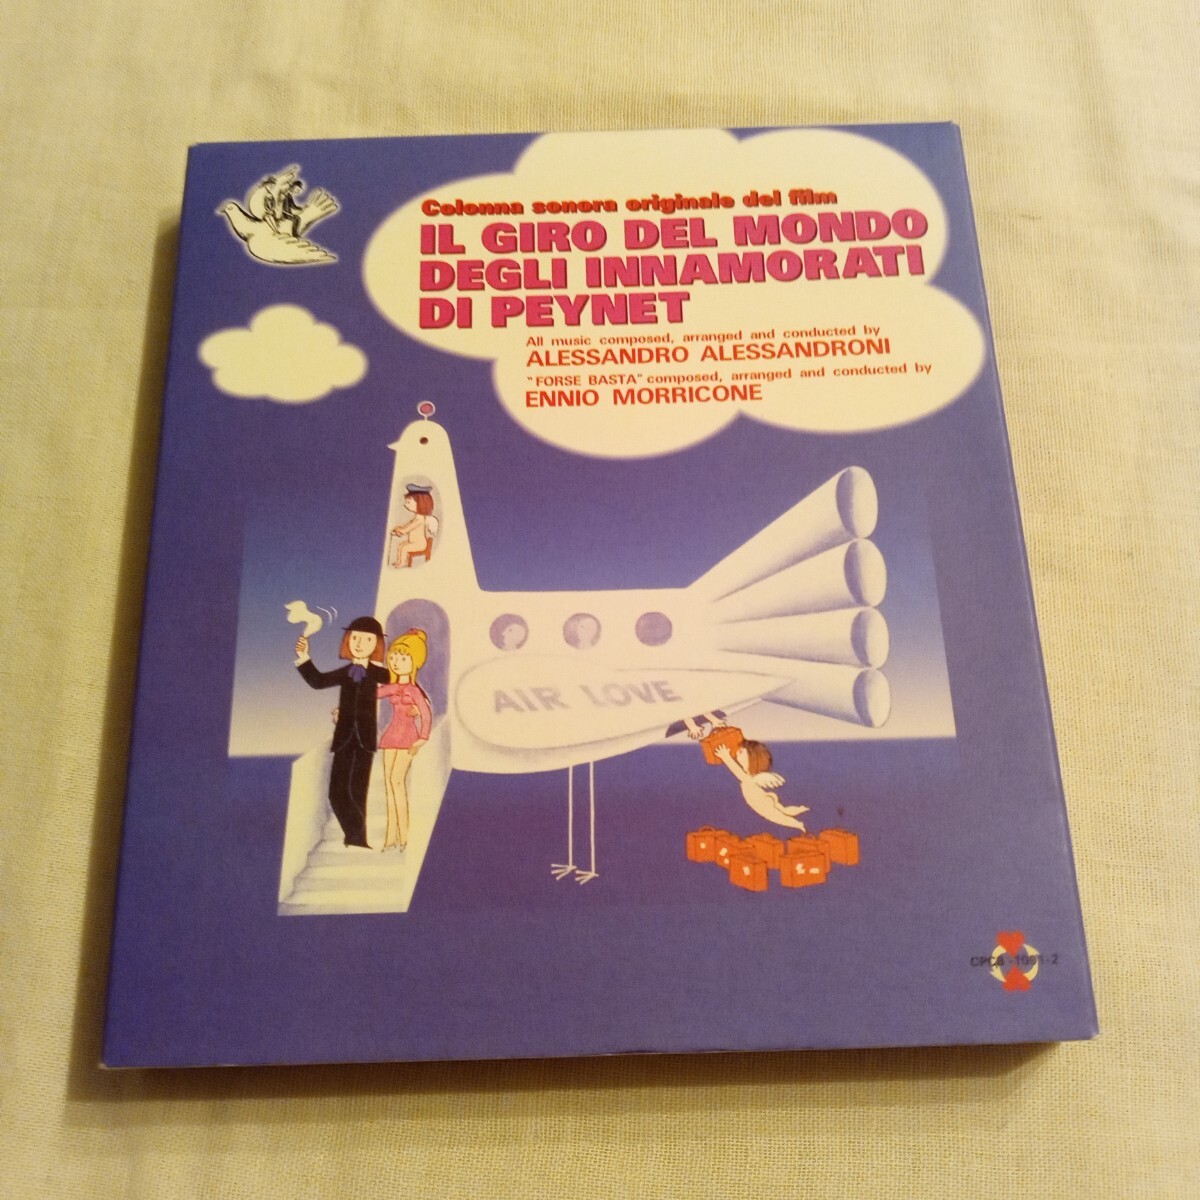 Colonna sonora originale del film
IL GIRO DEL MONDO
DEGLI INNAMORATI
DI PEYNET
All music composed, arranged and conducted by
ALESSANDRO ALESSANDRONI
"FORSE BASTA" composed, arranged and conducted by
ENNIO MORRICONE
AiR LOVE